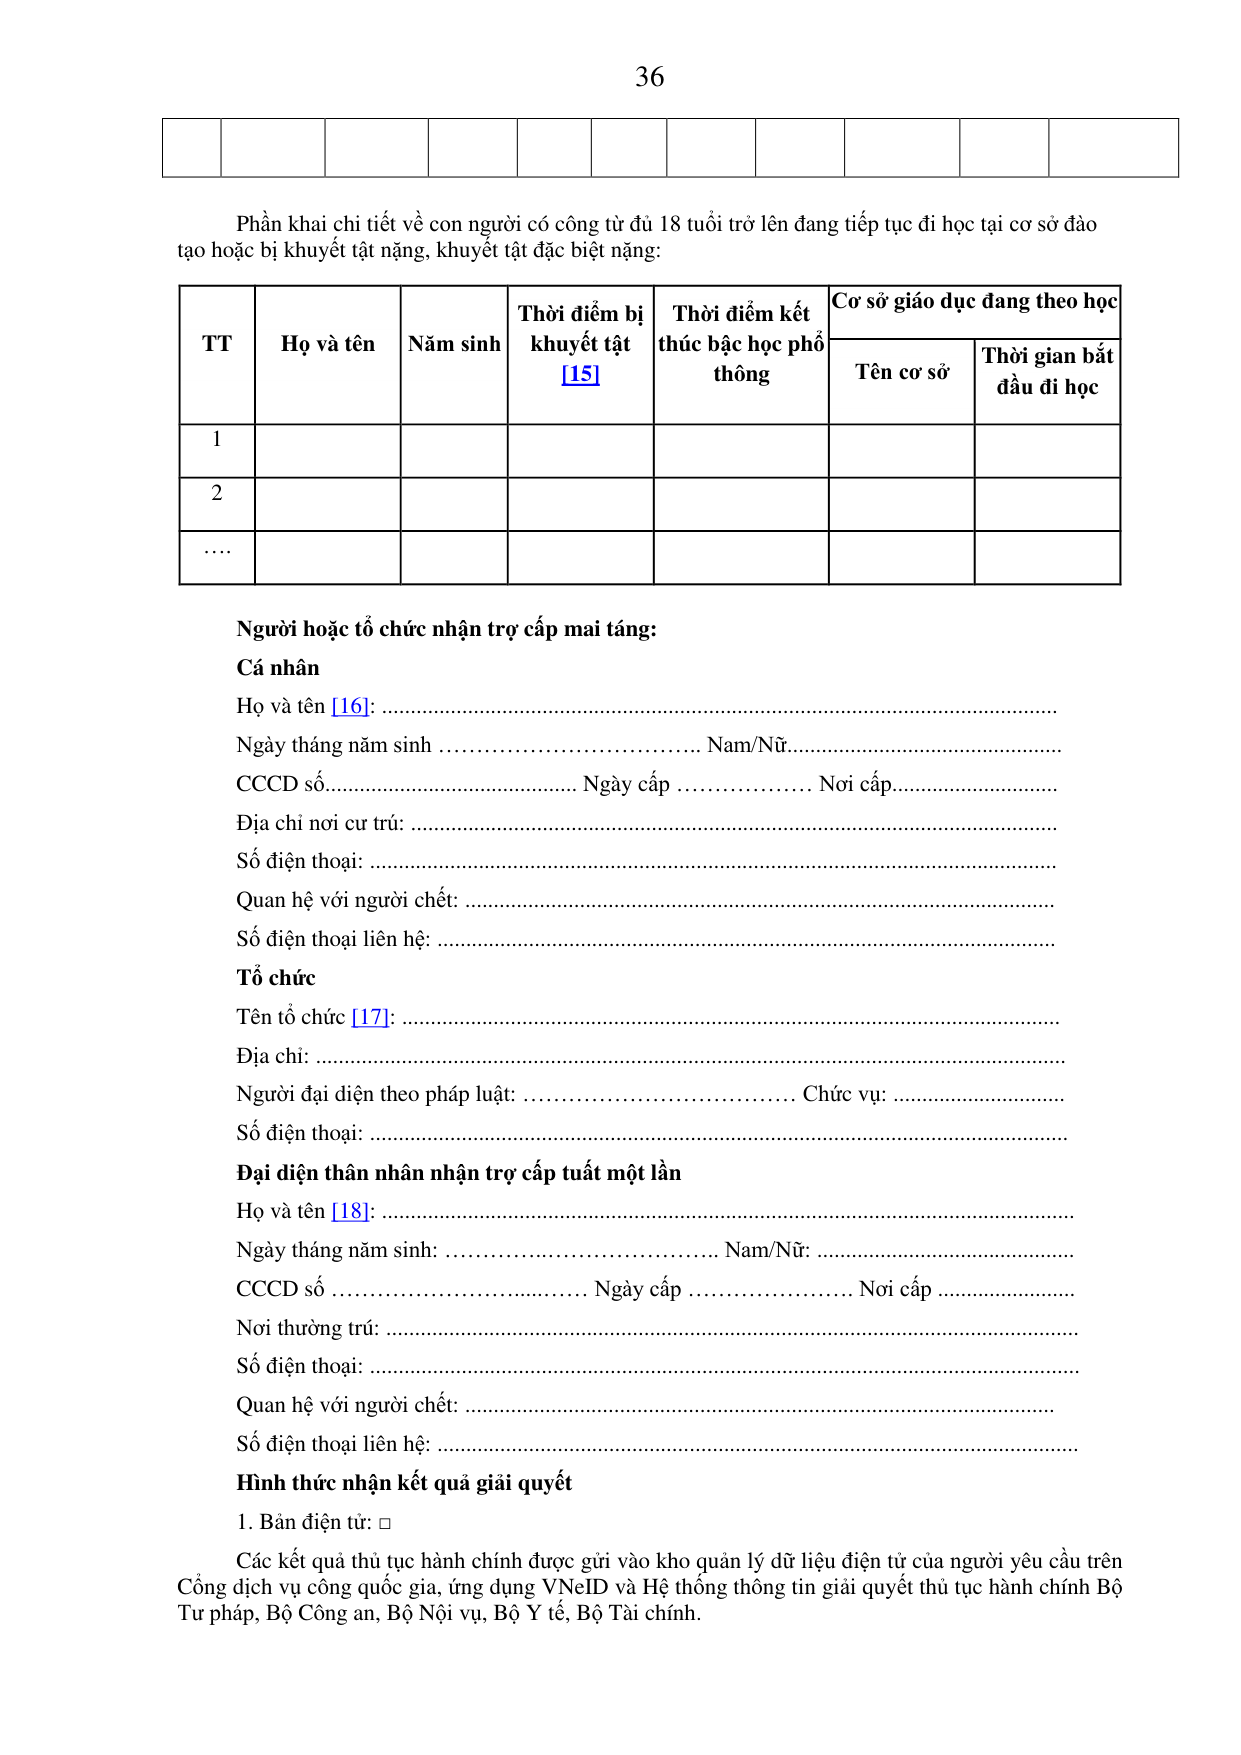 36
Phần khai chi tiết về con người có công từ đủ 18 tuổi trở lên đang tiếp tục đi học tại cơ sở đào
tạo hoặc bị khuyết tật nặng, khuyết tật đặc biệt nặng:
TT
Họ và tên
Năm sinh
Thời điểm bị
khuyết tật
[15]
Thời điểm kết
thúc bậc học phổ
thông
Cơ sở giáo dục đang theo học
Tên cơ sở
Thời gian bắt
đầu đi học
1
2
….
Người hoặc tổ chức nhận trợ cấp mai táng:
Cá nhân
Họ và tên [16]: ......................................................................................................................
Ngày tháng năm sinh …………………………….. Nam/Nữ................................................
CCCD số............................................ Ngày cấp ……………… Nơi cấp.............................
Địa chỉ nơi cư trú: .................................................................................................................
Số điện thoại: ........................................................................................................................
Quan hệ với người chết: .......................................................................................................
Số điện thoại liên hệ: ............................................................................................................
Tổ chức
Tên tổ chức [17]: ...................................................................................................................
Địa chỉ: ...................................................................................................................................
Người đại diện theo pháp luật: ……………………………… Chức vụ: ..............................
Số điện thoại: ..........................................................................................................................
Đại diện thân nhân nhận trợ cấp tuất một lần
Họ và tên [18]: .........................................................................................................................
Ngày tháng năm sinh: …………..………………….. Nam/Nữ: .............................................
CCCD số …………………….....…… Ngày cấp …………………. Nơi cấp ........................
Nơi thường trú: .........................................................................................................................
Số điện thoại: ............................................................................................................................
Quan hệ với người chết: .......................................................................................................
Số điện thoại liên hệ: ................................................................................................................
Hình thức nhận kết quả giải quyết
1. Bản điện tử: □
Các kết quả thủ tục hành chính được gửi vào kho quản lý dữ liệu điện tử của người yêu cầu trên
Cổng dịch vụ công quốc gia, ứng dụng VNeID và Hệ thống thông tin giải quyết thủ tục hành chính Bộ
Tư pháp, Bộ Công an, Bộ Nội vụ, Bộ Y tế, Bộ Tài chính.